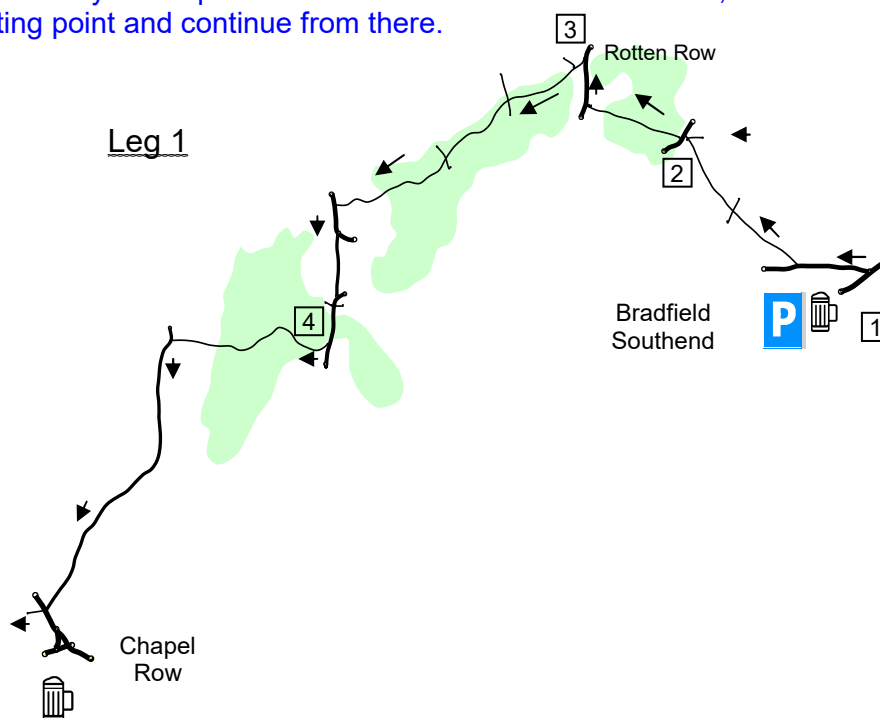 ting point and continue from there.
3
Rotten Row
Leg 1
2
4
Bradfield
Southend
P
1
Chapel
Row